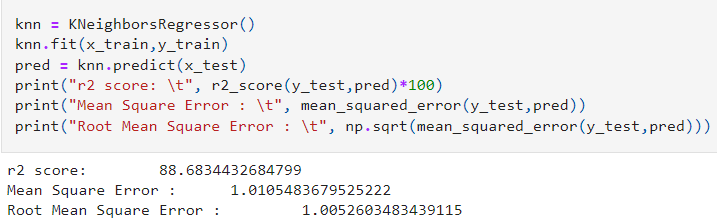 knn = KNeighborsRegressor()
knn.fit(x_train,y_train)
pred = knn.predict(x_test)
print("r2 score: \t", r2_score(y_test,pred)*100)
print("Mean Square Error : \t", mean_squared_error(y_test,pred))
print("Root Mean Square Error : \t", np.sqrt(mean_squared_error(y_test,pred)))
r2 score: 	 88.6834432684799
Mean Square Error : 	 1.0105483679525222
Root Mean Square Error : 	 1.0052603483439115